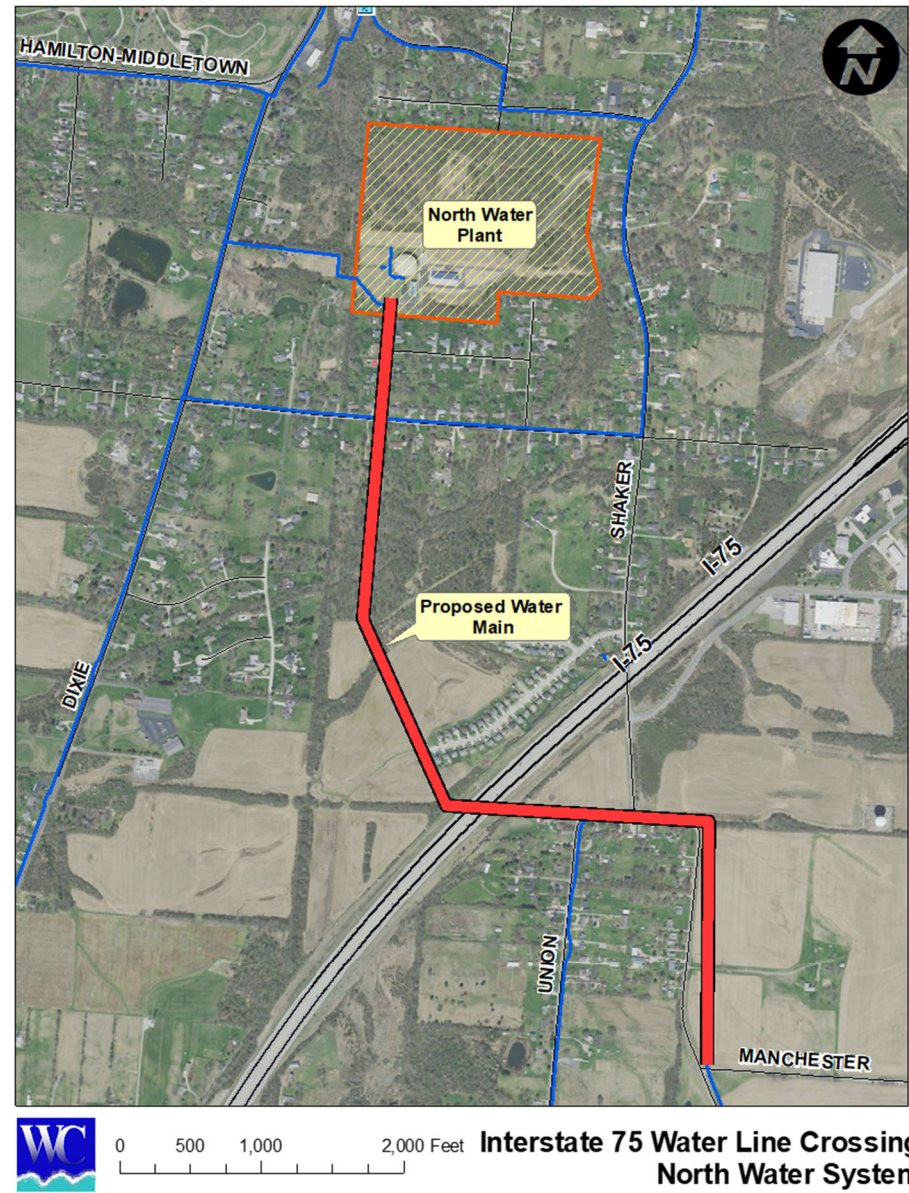 HAMILTON-MIDDLETOWN
N
North Water
Plant
SHAKER
I-75
Proposed Water
Main
I-75
DIXIE
UNION
MANCHESTER
WC
0 500 1,000 2,000 Feet
Interstate 75 Water Line Crossing
North Water System